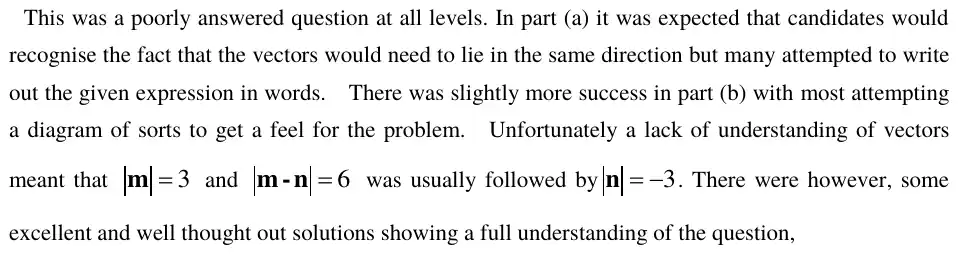 This was a poorly answered question at all levels. In part (a) it was expected that candidates would
recognise the fact that the vectors would need to lie in the same direction but many attempted to write
out the given expression in words. There was slightly more success in part (b) with most attempting
a diagram of sorts to get a feel for the problem. Unfortunately a lack of understanding of vectors
meant that |m| = 3 and |m - n| = 6 was usually followed by |n| = −3. There were however, some
excellent and well thought out solutions showing a full understanding of the question,